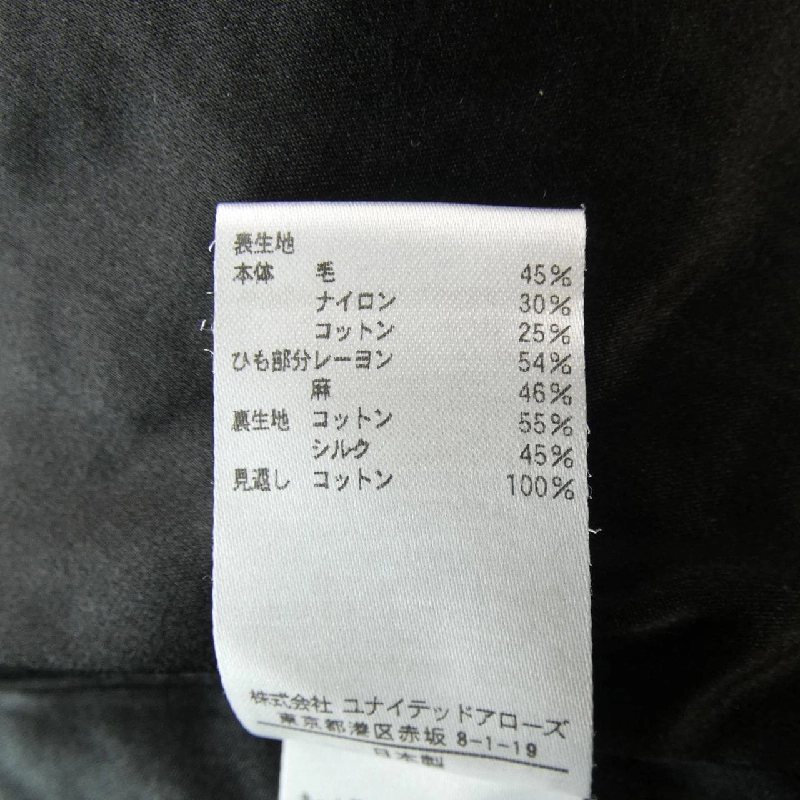 表生地
本体 毛 45%
ナイロン 30%
コットン 25%
ひも部分 レーヨン 54%
麻 46%
裏生地 コットン 55%
シルク 45%
見返し コットン 100%
株式会社 ユナイテッドアローズ
東京都港区赤坂 8-1-19
日本製